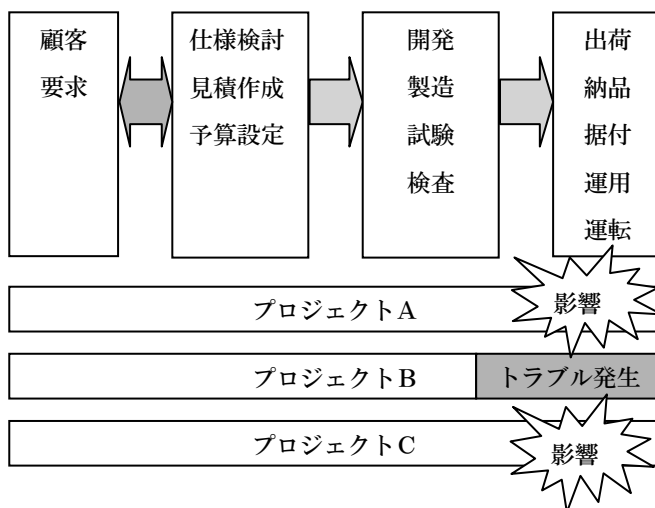 顧客
要求
仕様検討
見積作成
予算設定
開発
製造
試験
検査
出荷
納品
据付
運用
運転
プロジェクトA
影響
プロジェクトB
トラブル発生
プロジェクトC
影響